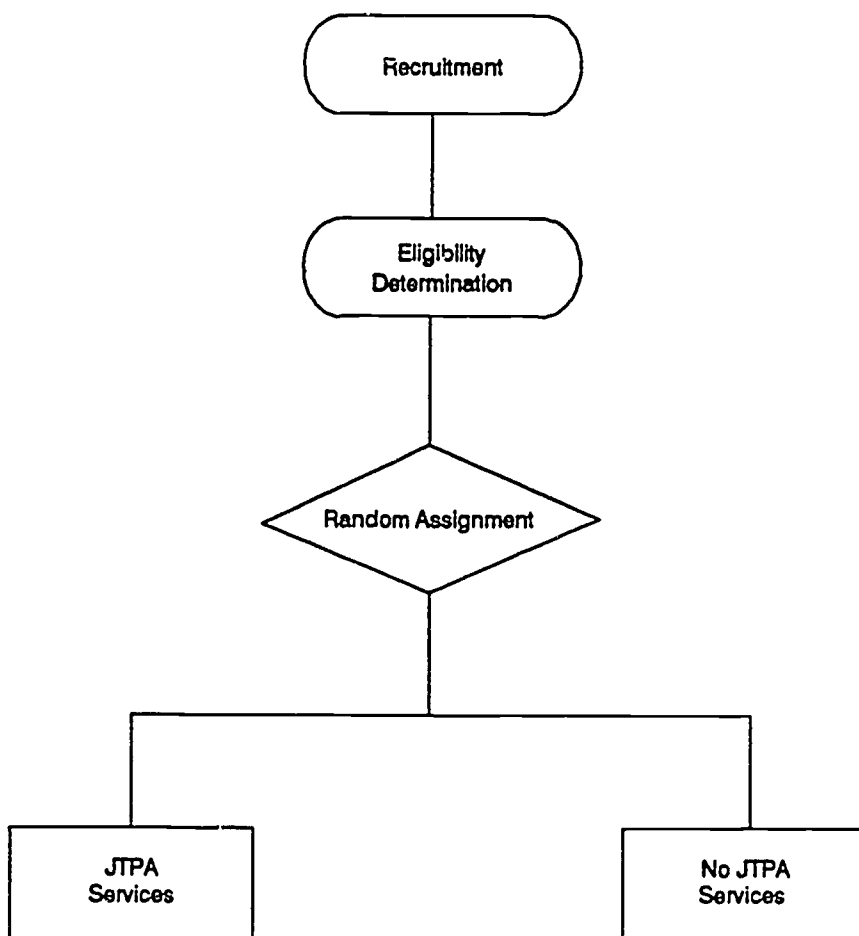 Recruitment
Eligibility
Determination
Random Assignment
JTPA
Services
No JTPA
Services